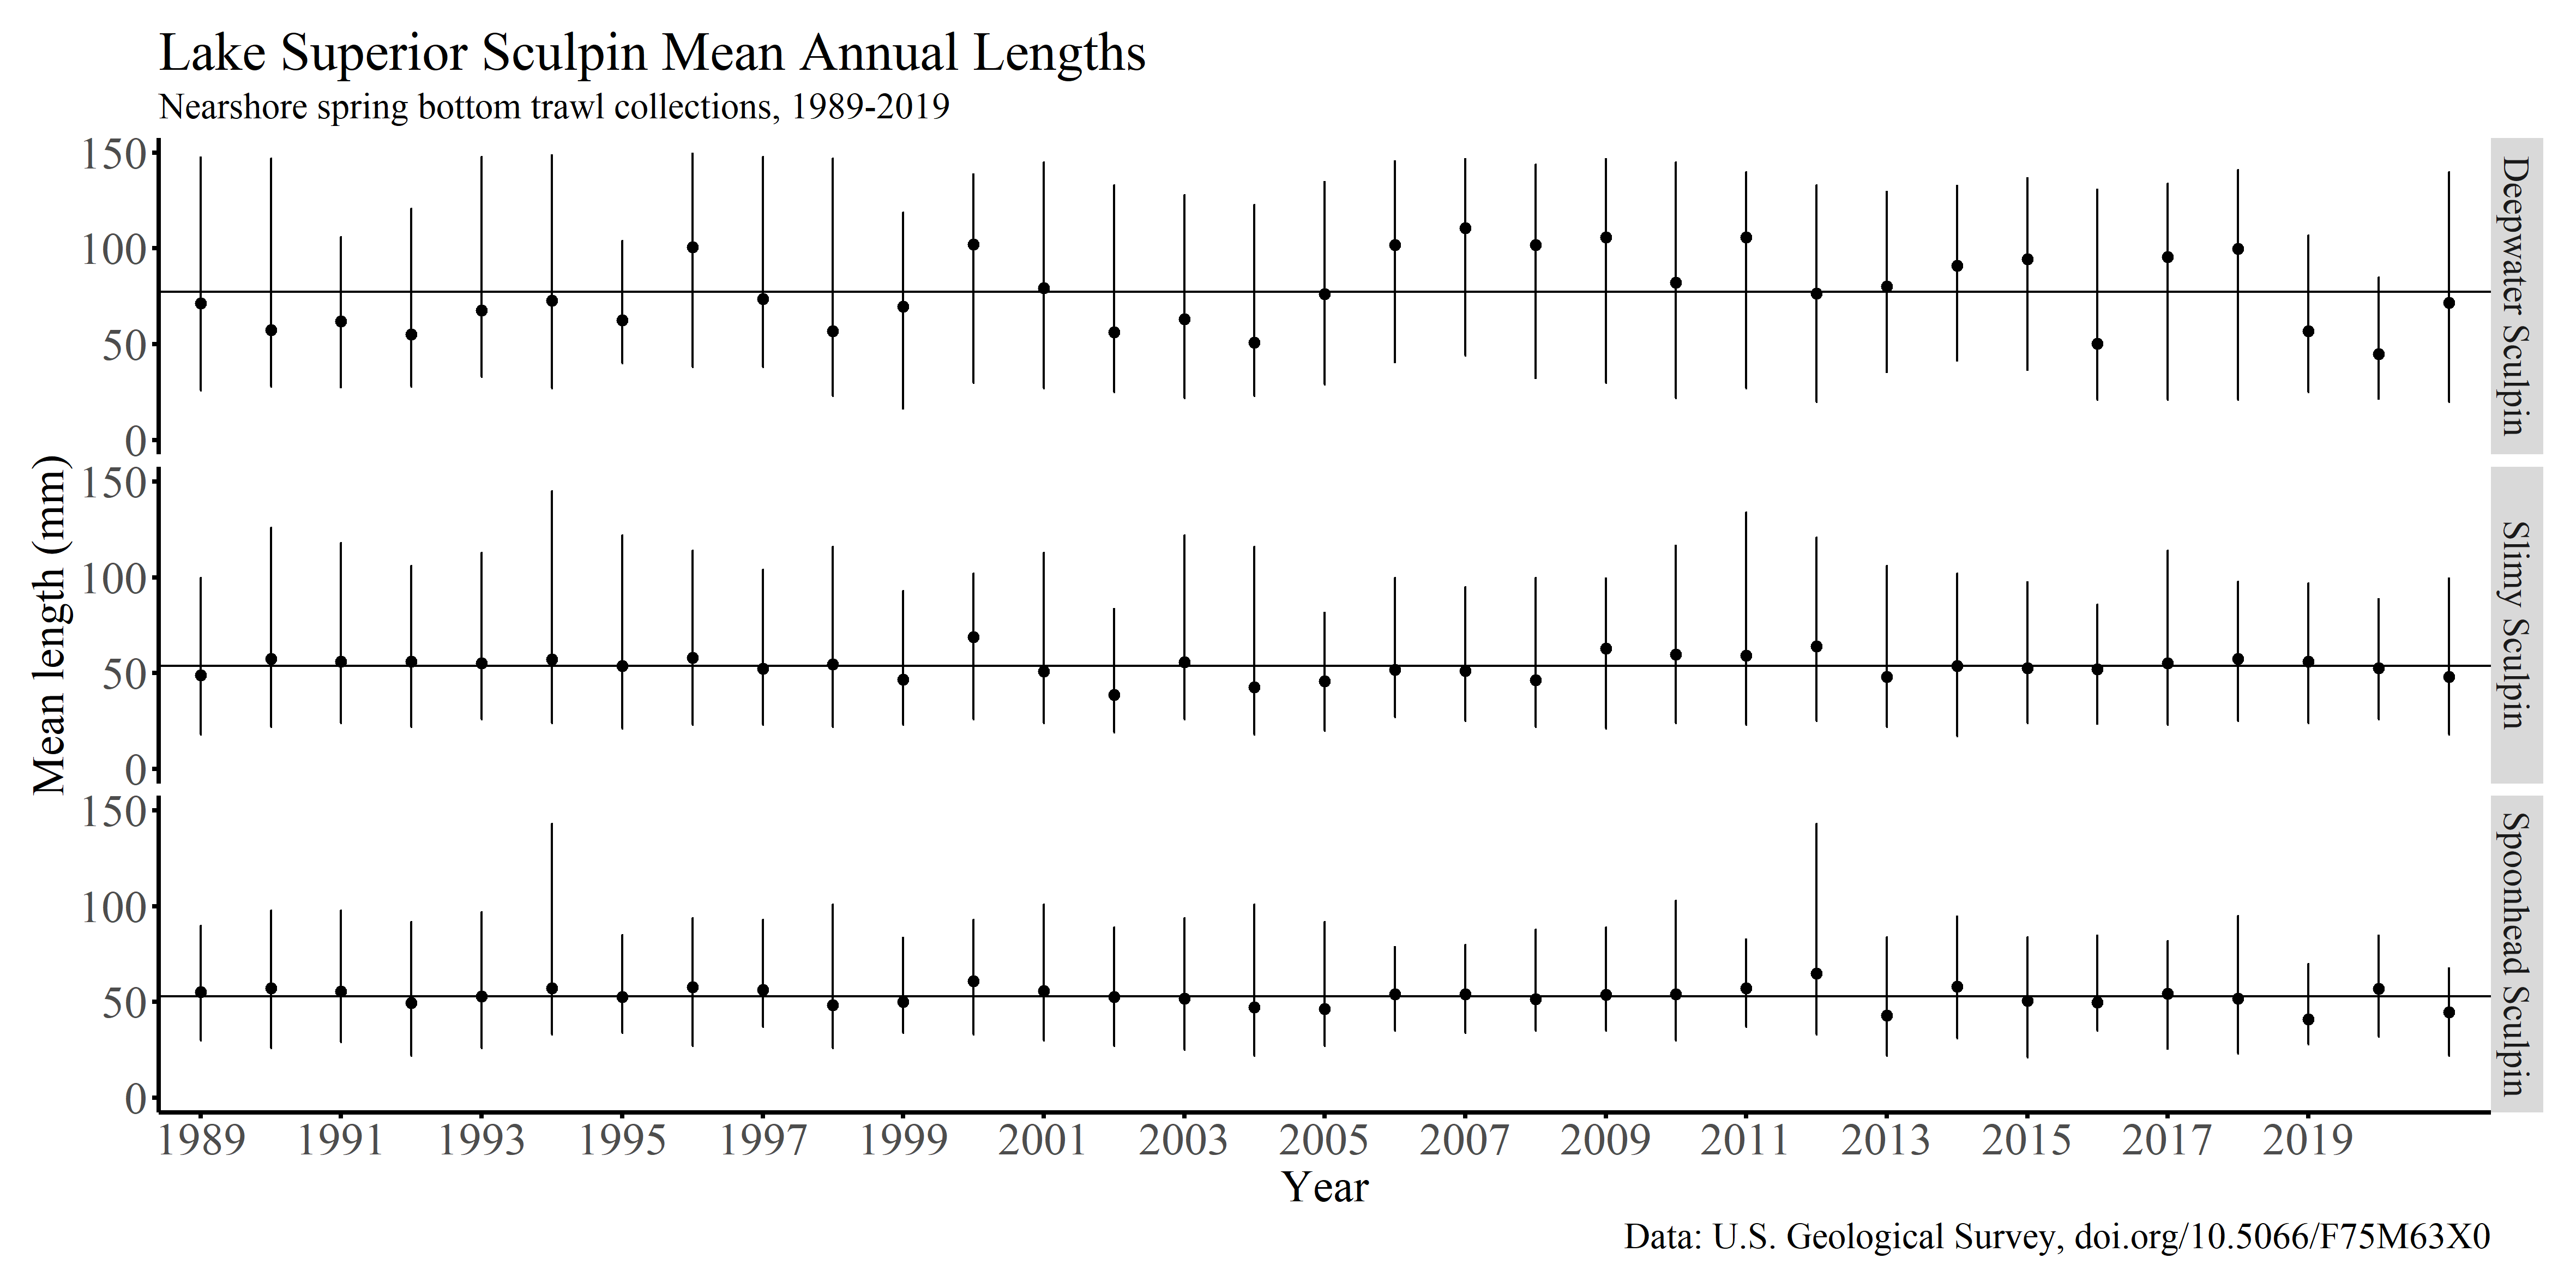 Lake Superior Sculpin Mean Annual Lengths
Nearshore spring bottom trawl collections, 1989-2019
Mean length (mm)
150
100
50
0
Deepwater Sculpin
150
100
50
0
Slimy Sculpin
150
100
50
0
Spoonhead Sculpin
1989 1991 1993 1995 1997 1999 2001 2003 2005 2007 2009 2011 2013 2015 2017 2019
Year
Data: U.S. Geological Survey, doi.org/10.5066/F75M63X0